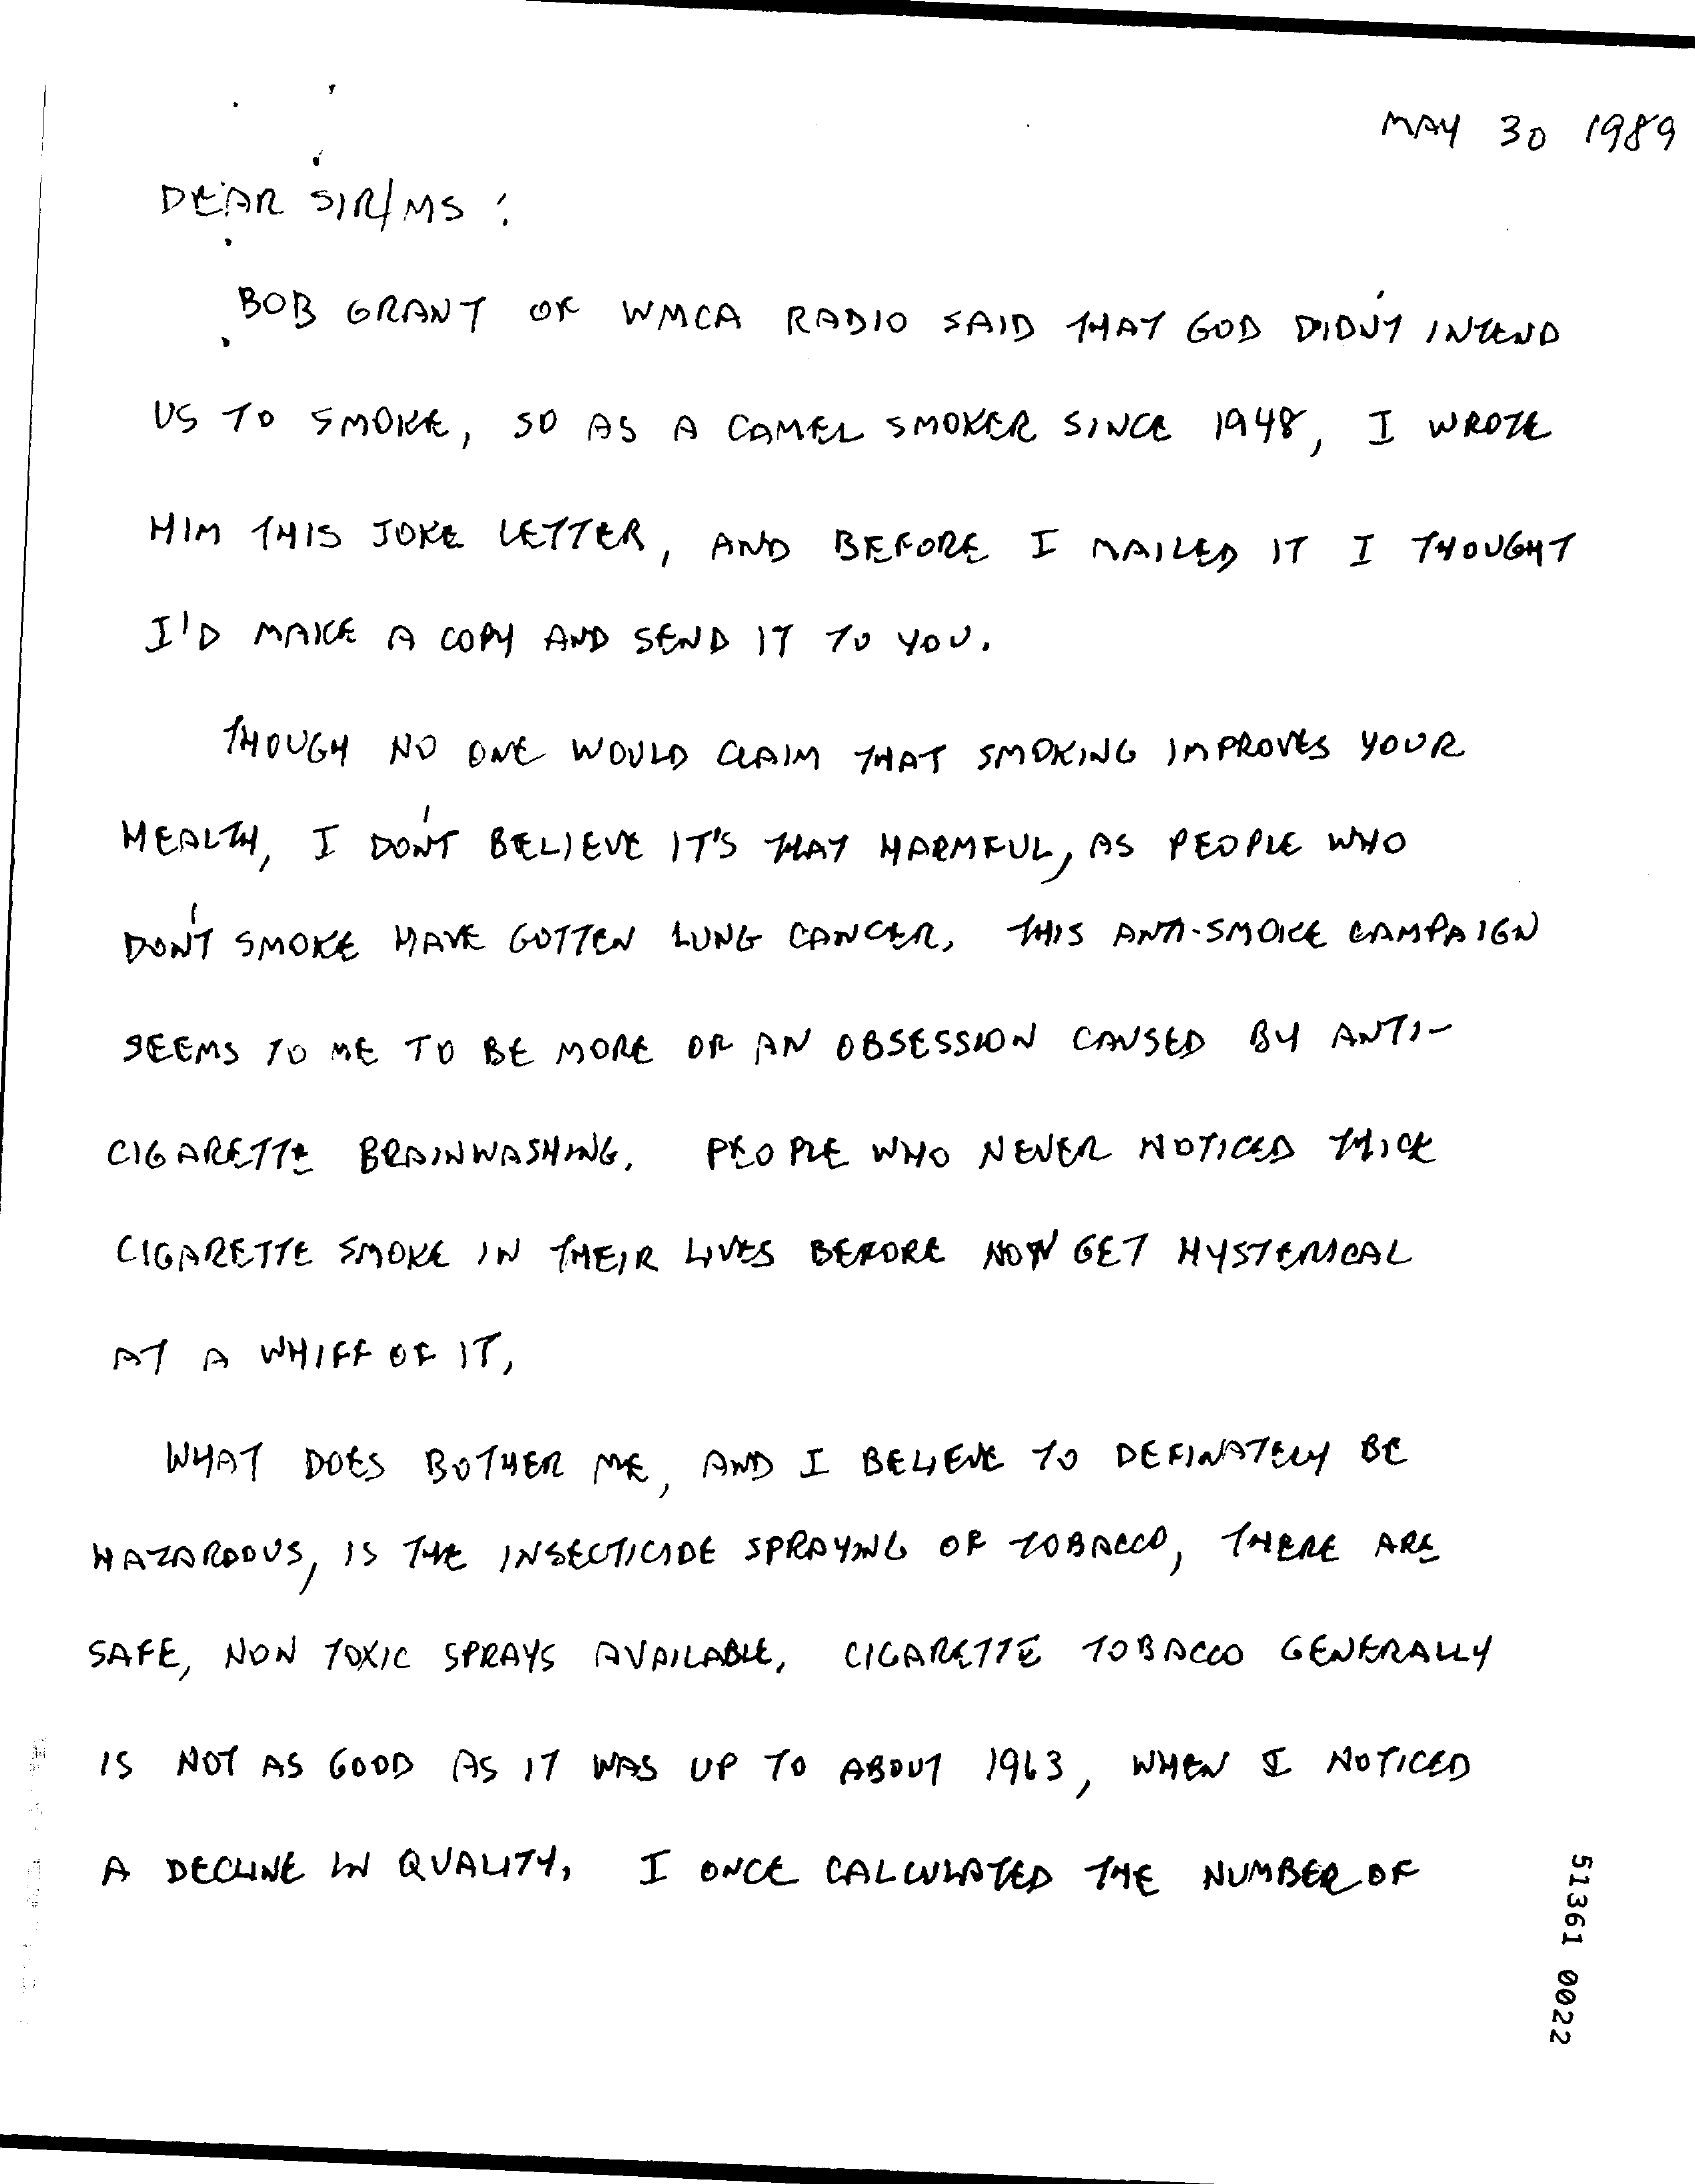 MAY 30 1989
DEAR SIR/MS:
BOB GRANT OF WMCA RADIO SAID THAT GOD DIDN'T INTEND
US TO SMOKE, SO AS A CAMEL SMOKER SINCE 1948, I WROTE
HIM THIS JOKE LETTER, AND BEFORE I MAILED IT I THOUGHT
I'D MAKE A COPY AND SEND IT TO YOU.
THOUGH NO ONE WOULD CLAIM THAT SMOKING IMPROVES YOUR
HEALTH, I DON'T BELIEVE IT'S THAT HARMFUL, AS PEOPLE WHO
DON'T SMOKE HAVE GOTTEN LUNG CANCER. THIS ANTI-SMOKE CAMPAIGN
SEEMS TO ME TO BE MORE OF AN OBSESSION CAUSED BY ANTI-
CIGARETTE BRAINWASHING. PEOPLE WHO NEVER NOTICED THICK
CIGARETTE SMOKE IN THEIR LIVES BEFORE NOW GET HYSTERICAL
AT A WHIFF OF IT.
WHAT DOES BOTHER ME, AND I BELIEVE TO DEFINATELY BE
HAZARDOUS, IS THE INSECTICIDE SPRAYING OF TOBACCO, THERE ARE
SAFE, NON TOXIC SPRAYS AVAILABLE. CIGARETTE TOBACCO GENERALLY
IS NOT AS GOOD AS IT WAS UP TO ABOUT 1963, WHEN I NOTICED
A DECLINE IN QUALITY. I ONCE CALCULATED THE NUMBER OF
51361 0022